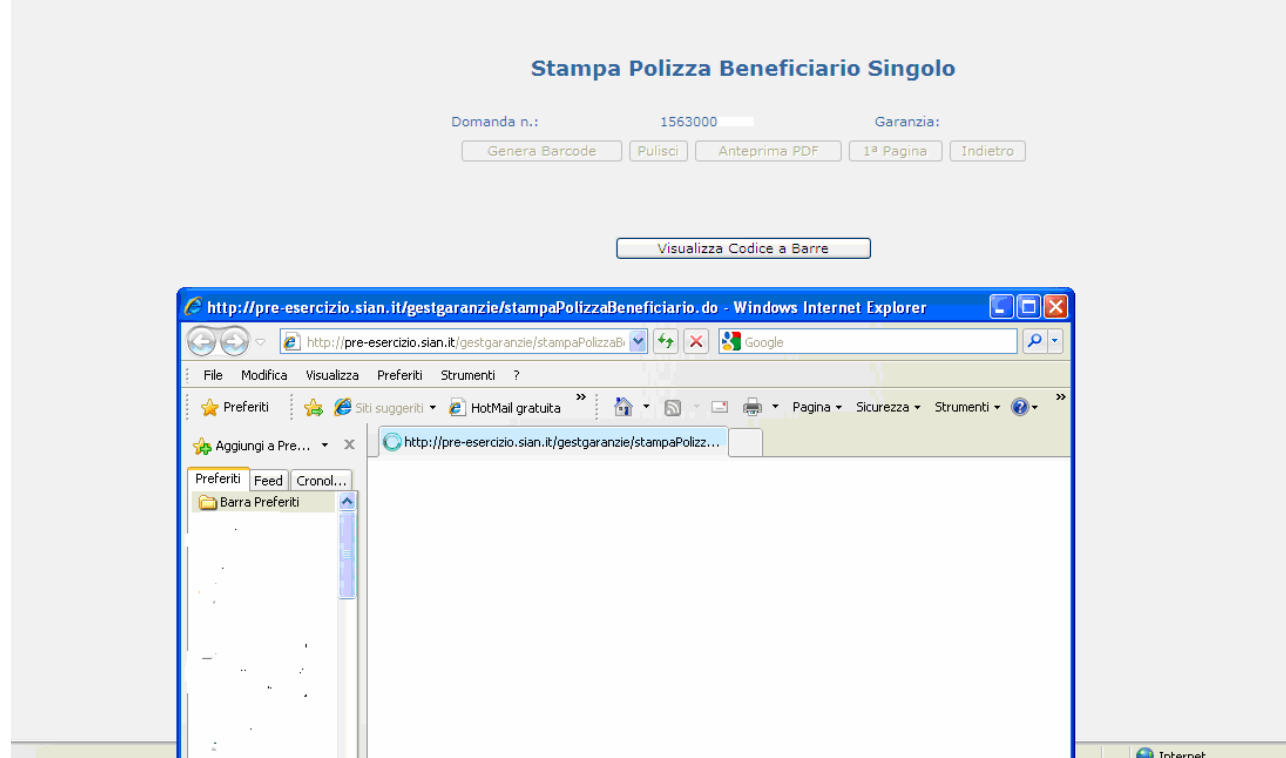 Stampa Polizza Beneficiario Singolo
Domanda n.: 1563000 Garanzia:
Genera Barcode Pulisci Anteprima PDF 1ª Pagina Indietro
Visualizza Codice a Barre
http://pre-esercizio.sian.it/gestgaranzie/stampaPolizzaBeneficiario.do - Windows Internet Explorer
http://pre-esercizio.sian.it/gestgaranzie/stampaPolizzaBe Google
File Modifica Visualizza Preferiti Strumenti ?
Preferiti Siti suggeriti HotMail gratuita » Pagina Sicurezza Strumenti »
Aggiungi a Pre... X http://pre-esercizio.sian.it/gestgaranzie/stampaPolizz...
Preferiti Feed Cronol...
Barra Preferiti
Internet